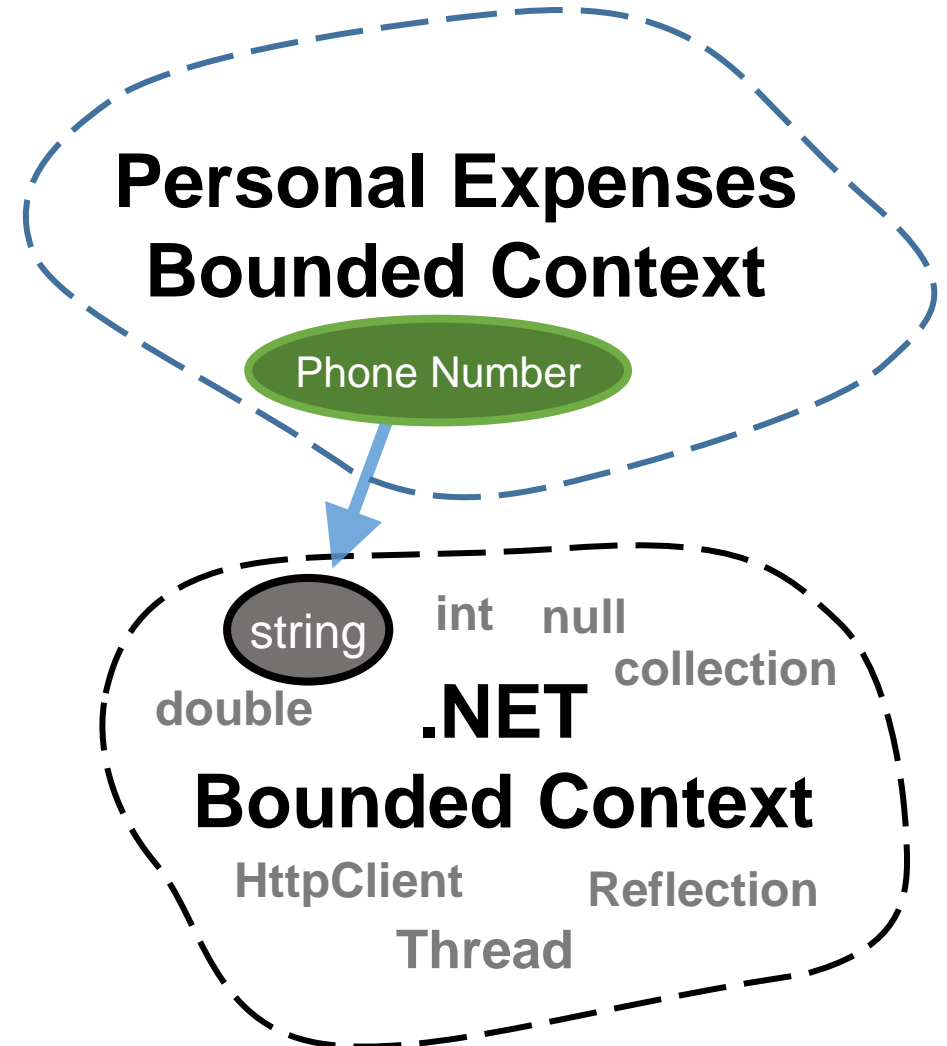 Personal Expenses
Bounded Context
Phone Number
string
int
null
collection
double
.NET
Bounded Context
HttpClient
Reflection
Thread